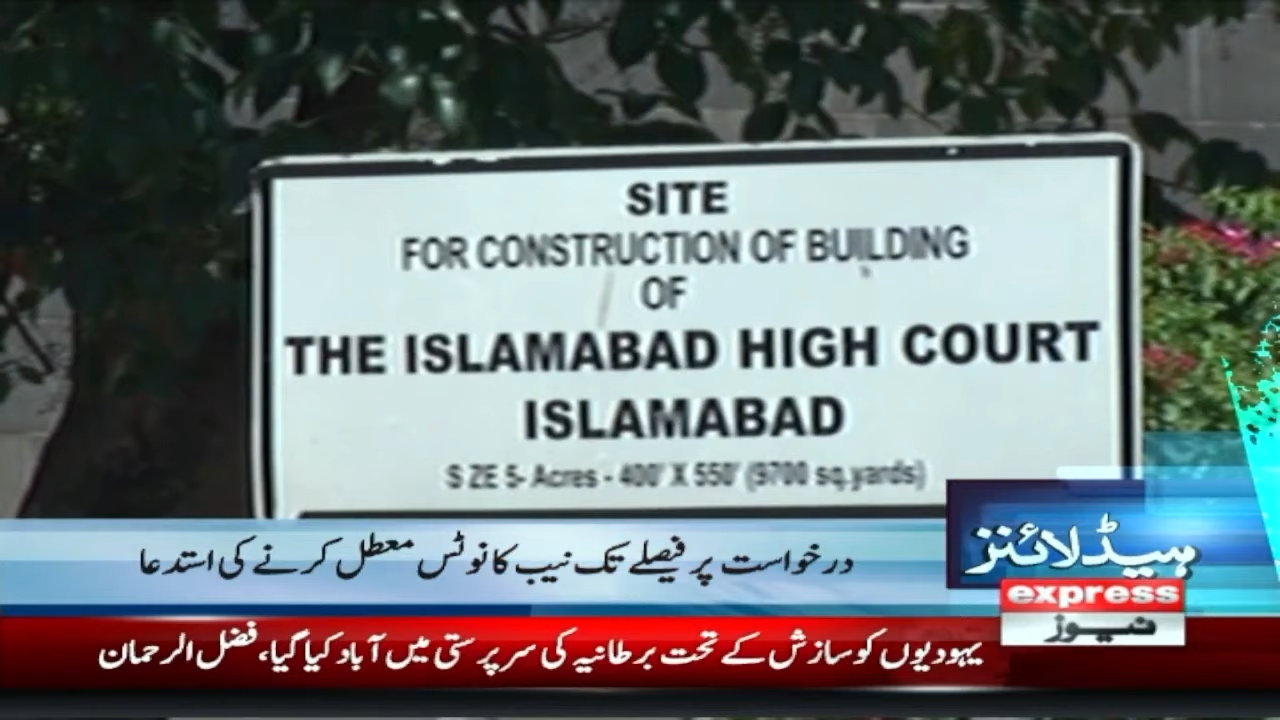 SITE
FOR CONSTRUCTION OF BUILDING
OF
THE ISLAMABAD HIGH COURT
ISLAMABAD
S ZE 5- Acres - 400' X 550' (9700 sq.yards)
ہیڈلائنز
درخواست پر فیصلے تک نیب کا نوٹس معطل کرنے کی استدعا
express
نیوز
یہودیوں کو سازش کے تحت برطانیہ کی سرپرستی میں آباد کیا گیا، فضل الرحمان